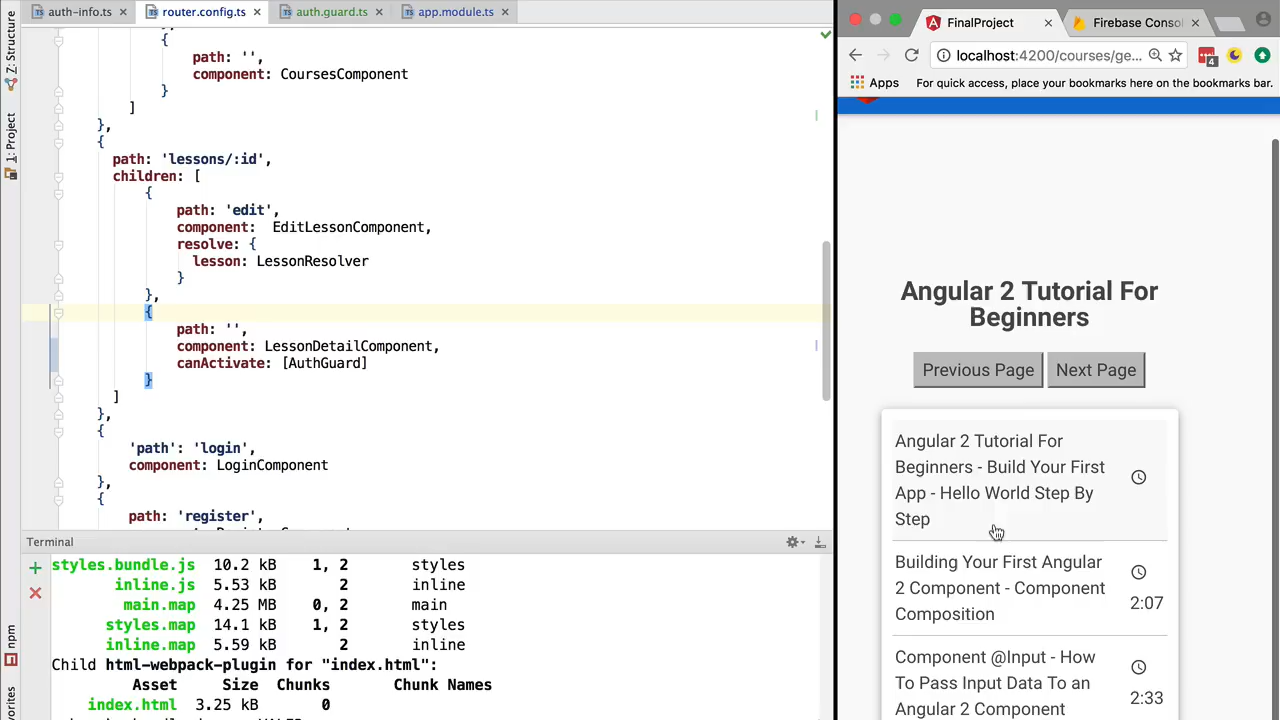 auth-info.ts
router.config.ts
auth.guard.ts
app.module.ts
Z: Structure
1: Project
npm
{
path: '',
component: CoursesComponent
}
]
},
{
path: 'lessons/:id',
children: [
{
path: 'edit',
component:  EditLessonComponent,
resolve: {
lesson: LessonResolver
}
},
{
path: '',
component: LessonDetailComponent,
canActivate: [AuthGuard]
}
]
},
{
'path': 'login',
component: LoginComponent
},
{
path: 'register',
Terminal
styles.bundle.js 10.2 kB 1, 2 styles
inline.js 5.53 kB 2 inline
main.map 4.25 MB 0, 2 main
styles.map 14.1 kB 1, 2 styles
inline.map 5.59 kB 2 inline
Child html-webpack-plugin for "index.html":
Asset Size Chunks Chunk Names
index.html 3.25 kB 0
FinalProject
Firebase Consol
localhost:4200/courses/ge...
4
Apps
For quick access, place your bookmarks here on the bookmarks bar.
Angular 2 Tutorial For
Beginners
Previous Page
Next Page
Angular 2 Tutorial For
Beginners - Build Your First
App - Hello World Step By
Step
Building Your First Angular
2 Component - Component
Composition
2:07
Component @Input - How
To Pass Input Data To an
Angular 2 Component
2:33